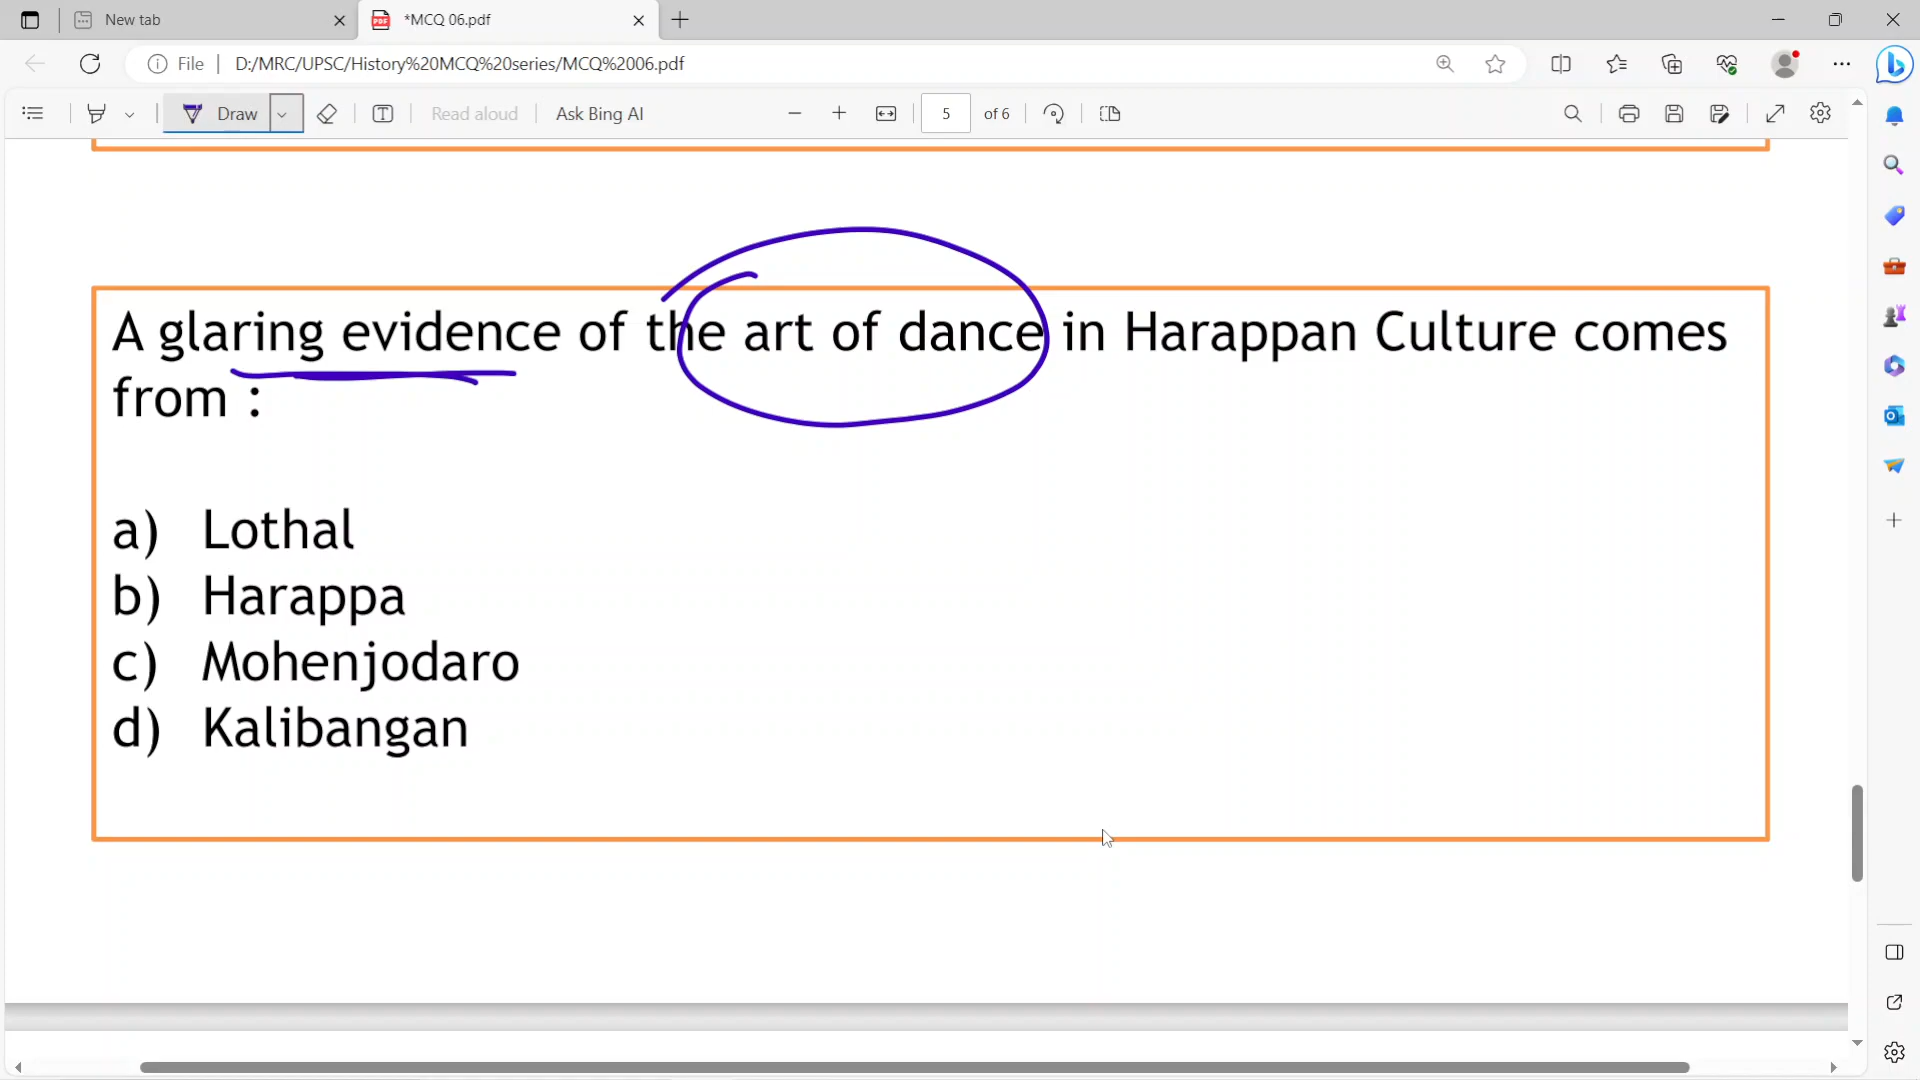 New tab
*MCQ 06.pdf
File
D:/MRC/UPSC/History%20MCQ%20series/MCQ%2006.pdf
Draw
Read aloud
Ask Bing AI
5 of 6
A glaring evidence of the art of dance in Harappan Culture comes
from :
a) Lothal
b) Harappa
c) Mohenjodaro
d) Kalibangan